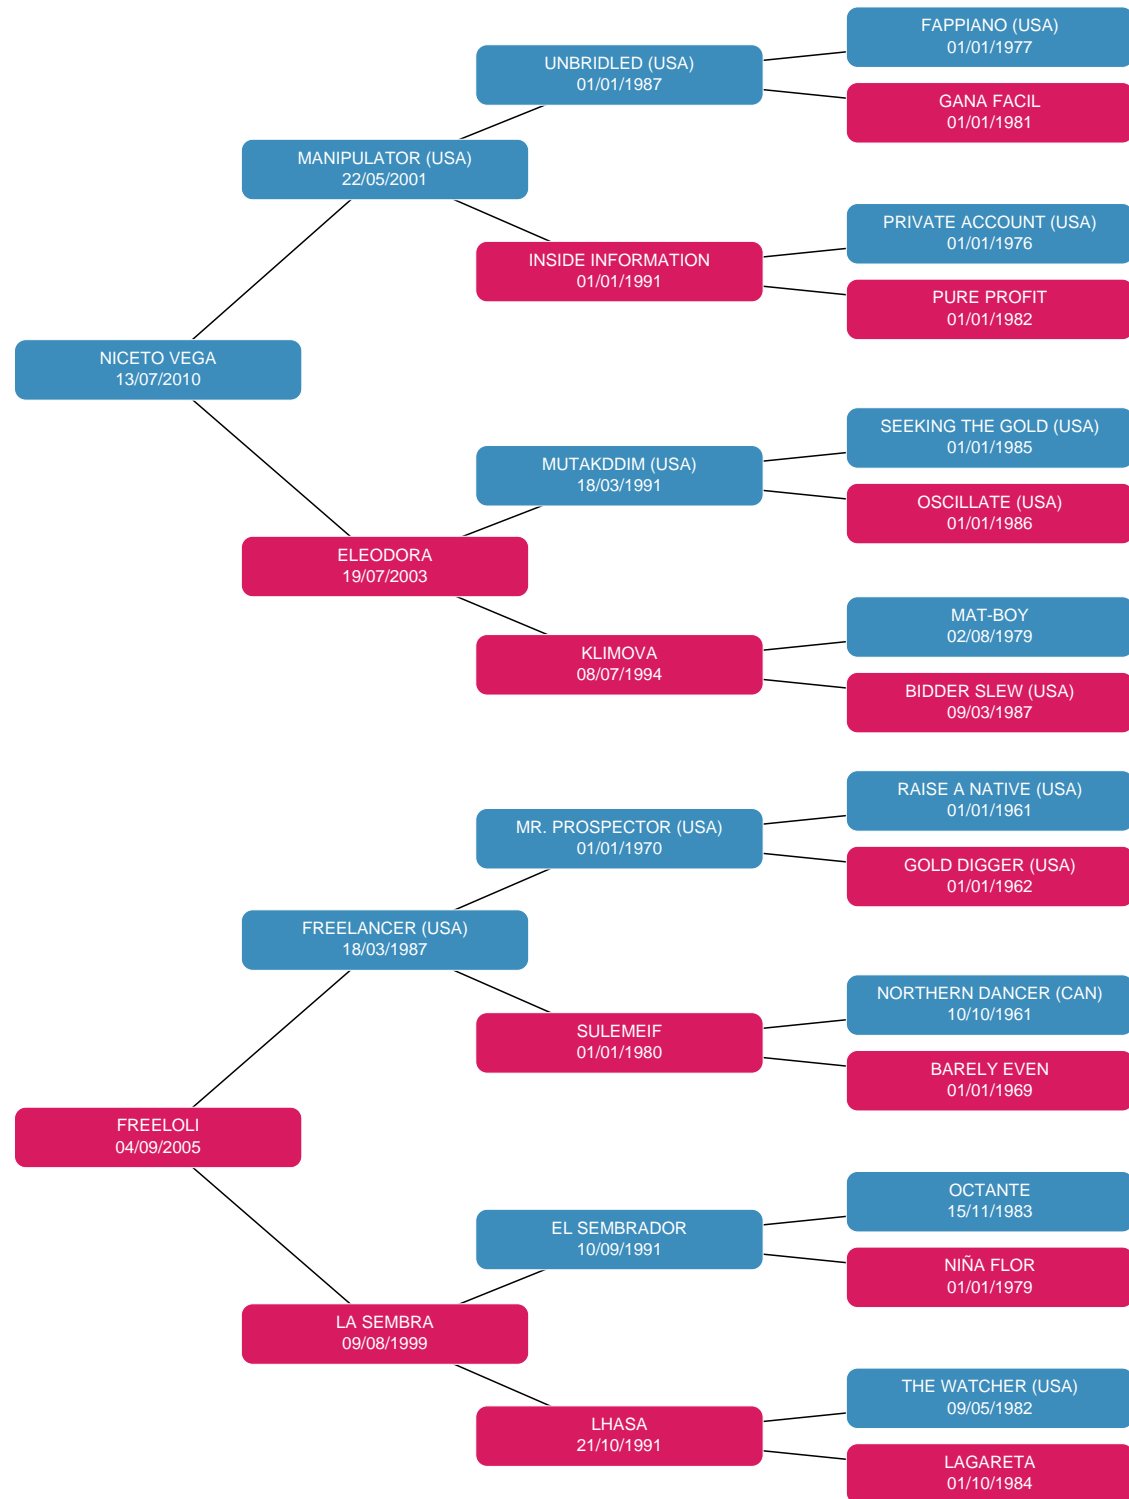 FAPPIANO (USA)
01/01/1977
UNBRIDLED (USA)
01/01/1987
GANA FACIL
01/01/1981
MANIPULATOR (USA)
22/05/2001
PRIVATE ACCOUNT (USA)
01/01/1976
INSIDE INFORMATION
01/01/1991
PURE PROFIT
01/01/1982
NICETO VEGA
13/07/2010
SEEKING THE GOLD (USA)
01/01/1985
MUTAKDDIM (USA)
18/03/1991
OSCILLATE (USA)
01/01/1986
ELEODORA
19/07/2003
MAT-BOY
02/08/1979
KLIMOVA
08/07/1994
BIDDER SLEW (USA)
09/03/1987
RAISE A NATIVE (USA)
01/01/1961
MR. PROSPECTOR (USA)
01/01/1970
GOLD DIGGER (USA)
01/01/1962
FREELANCER (USA)
18/03/1987
NORTHERN DANCER (CAN)
10/10/1961
SULEMEIF
01/01/1980
BARELY EVEN
01/01/1969
FREELOLI
04/09/2005
OCTANTE
15/11/1983
EL SEMBRADOR
10/09/1991
NIÑA FLOR
01/01/1979
LA SEMBRA
09/08/1999
THE WATCHER (USA)
09/05/1982
LHASA
21/10/1991
LAGARETA
01/10/1984